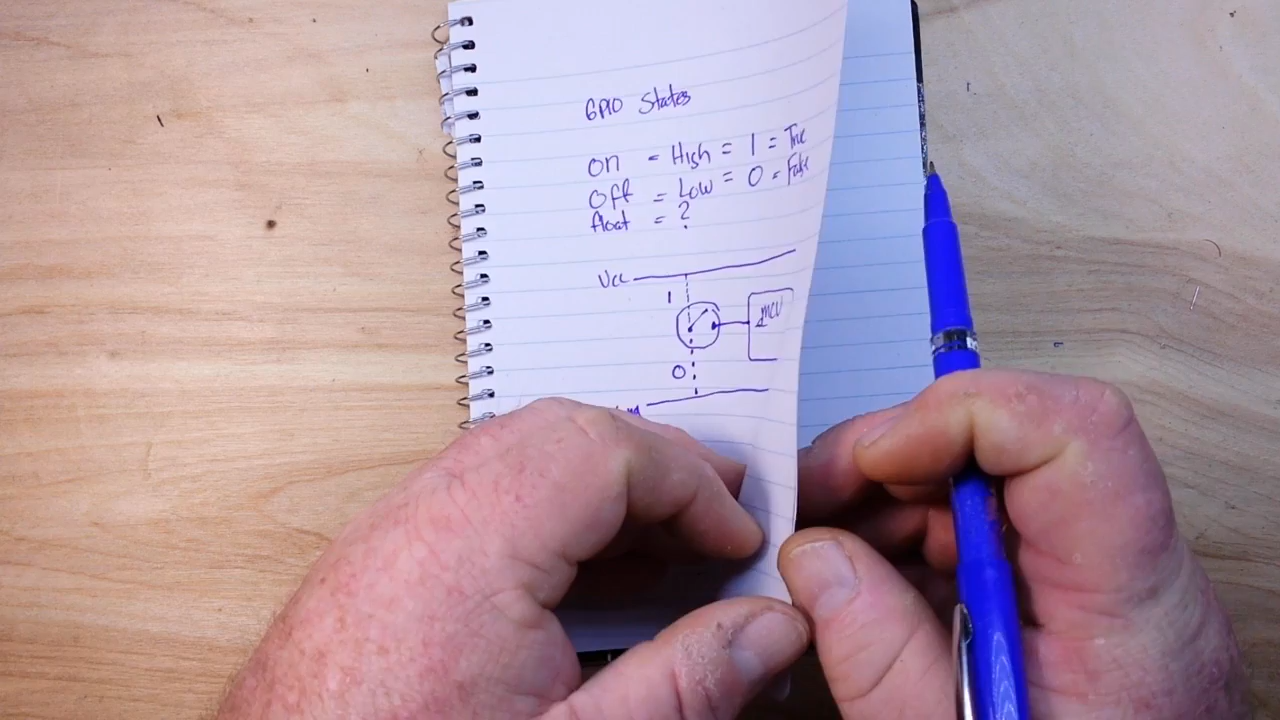 GPIO States
On = High = 1 = True
Off = Low = 0 = False
float = ?
Vcc
1
MCU
0